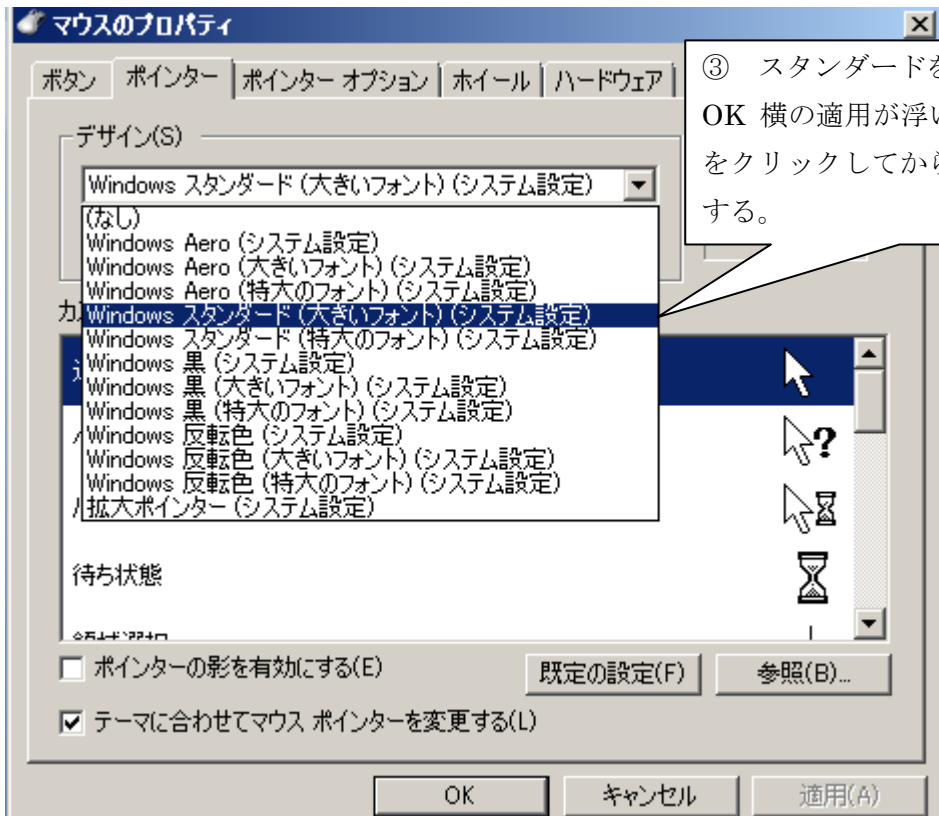 マウスのプロパティ
ボタン ポインター ポインター オプション ホイール ハードウェア
③ スタンダードを
OK 横の適用が浮い
をクリックしてから
する。
デザイン(S)
Windows スタンダード (大きいフォント) (システム設定)
(なし)
Windows Aero (システム設定)
Windows Aero (大きいフォント) (システム設定)
Windows Aero (特大のフォント) (システム設定)
Windows スタンダード (大きいフォント) (システム設定)
Windows スタンダード (特大のフォント) (システム設定)
Windows 黒 (システム設定)
Windows 黒 (大きいフォント) (システム設定)
Windows 黒 (特大のフォント) (システム設定)
Windows 反転色 (システム設定)
Windows 反転色 (大きいフォント) (システム設定)
Windows 反転色 (特大のフォント) (システム設定)
拡大ポインター (システム設定)
待ち状態
ポインターの影を有効にする(E)
既定の設定(F) 参照(B)...
テーマに合わせてマウス ポインターを変更する(L)
OK キャンセル 適用(A)